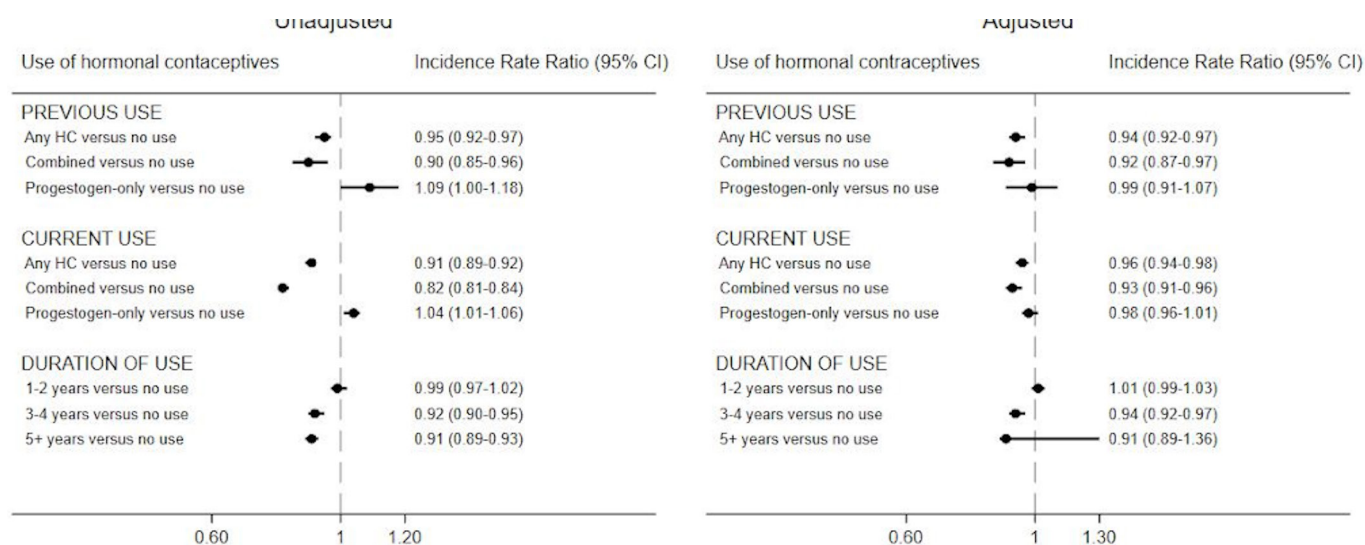 Unadjusted
Use of hormonal contaceptives Incidence Rate Ratio (95% CI)
PREVIOUS USE
Any HC versus no use 0.95 (0.92-0.97)
Combined versus no use 0.90 (0.85-0.96)
Progestogen-only versus no use 1.09 (1.00-1.18)
CURRENT USE
Any HC versus no use 0.91 (0.89-0.92)
Combined versus no use 0.82 (0.81-0.84)
Progestogen-only versus no use 1.04 (1.01-1.06)
DURATION OF USE
1-2 years versus no use 0.99 (0.97-1.02)
3-4 years versus no use 0.92 (0.90-0.95)
5+ years versus no use 0.91 (0.89-0.93)
0.60 1 1.20
Adjusted
Use of hormonal contraceptives Incidence Rate Ratio (95% CI)
PREVIOUS USE
Any HC versus no use 0.94 (0.92-0.97)
Combined versus no use 0.92 (0.87-0.97)
Progestogen-only versus no use 0.99 (0.91-1.07)
CURRENT USE
Any HC versus no use 0.96 (0.94-0.98)
Combined versus no use 0.93 (0.91-0.96)
Progestogen-only versus no use 0.98 (0.96-1.01)
DURATION OF USE
1-2 years versus no use 1.01 (0.99-1.03)
3-4 years versus no use 0.94 (0.92-0.97)
5+ years versus no use 0.91 (0.89-1.36)
0.60 1 1.30